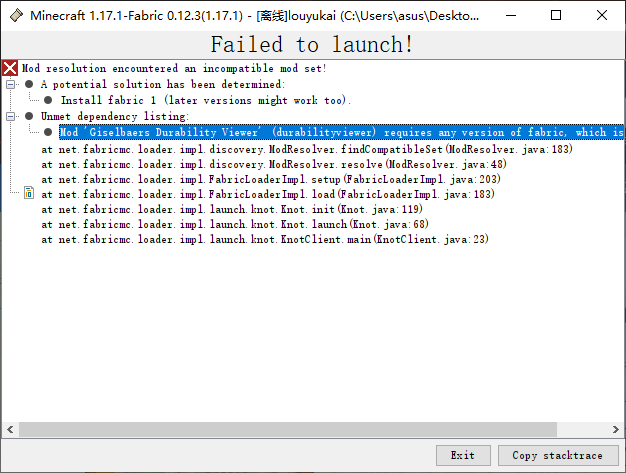 Minecraft 1.17.1-Fabric 0.12.3(1.17.1) - [离线]louyukai (C:\Users\asus\Deskto...
Failed to launch!
Mod resolution encountered an incompatible mod set!
A potential solution has been determined:
Install fabric 1 (later versions might work too).
Unmet dependency listing:
Mod 'Giselbaers Durability Viewer' (durabilityviewer) requires any version of fabric, which is
at net.fabricmc.loader.impl.discovery.ModResolver.findCompatibleSet(ModResolver.java:183)
at net.fabricmc.loader.impl.discovery.ModResolver.resolve(ModResolver.java:48)
at net.fabricmc.loader.impl.FabricLoaderImpl.setup(FabricLoaderImpl.java:203)
at net.fabricmc.loader.impl.FabricLoaderImpl.load(FabricLoaderImpl.java:183)
at net.fabricmc.loader.impl.launch.knot.Knot.init(Knot.java:119)
at net.fabricmc.loader.impl.launch.knot.Knot.launch(Knot.java:68)
at net.fabricmc.loader.impl.launch.knot.KnotClient.main(KnotClient.java:23)
Exit
Copy stacktrace